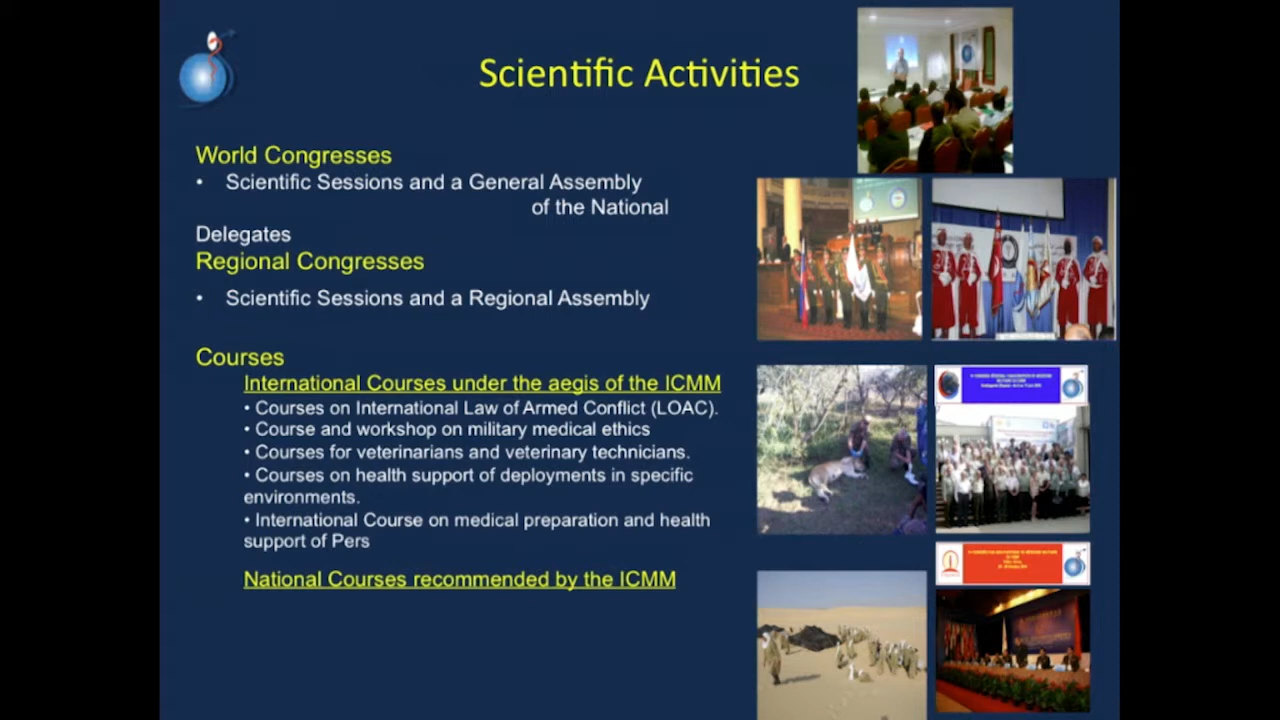 Scientific Activities
World Congresses
• Scientific Sessions and a General Assembly
of the National
Delegates
Regional Congresses
• Scientific Sessions and a Regional Assembly
Courses
International Courses under the aegis of the ICMM
• Courses on International Law of Armed Conflict (LOAC).
• Course and workshop on military medical ethics
• Courses for veterinarians and veterinary technicians.
• Courses on health support of deployments in specific
environments.
• International Course on medical preparation and health
support of Pers
National Courses recommended by the ICMM